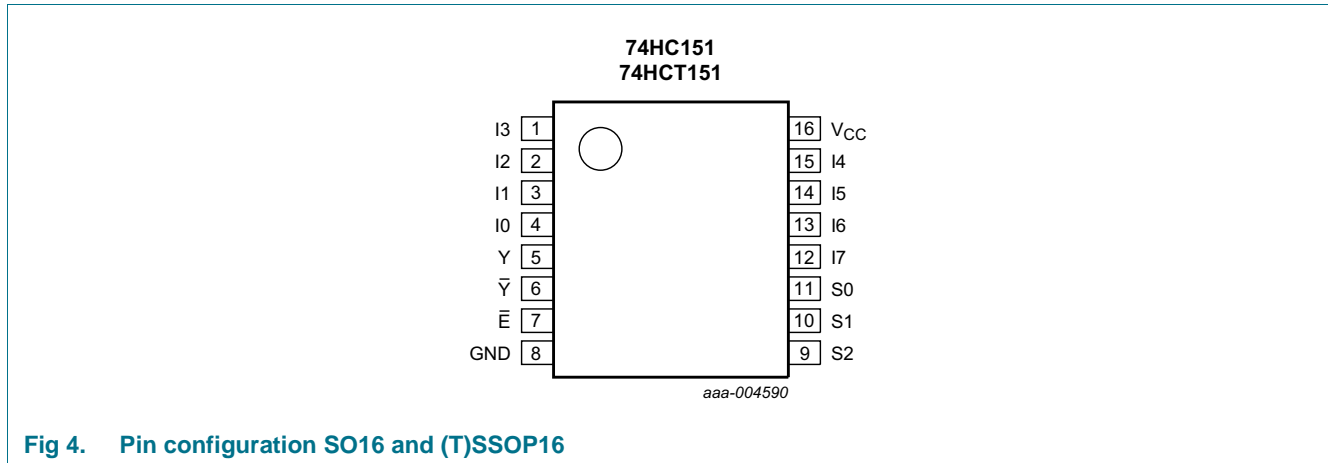 74HC151
74HCT151
I3 1 16 VCC
I2 2 15 I4
I1 3 14 I5
I0 4 13 I6
Y 5 12 I7
Y̅ 6 11 S0
E̅ 7 10 S1
GND 8 9 S2
aaa-004590
Fig 4. Pin configuration SO16 and (T)SSOP16